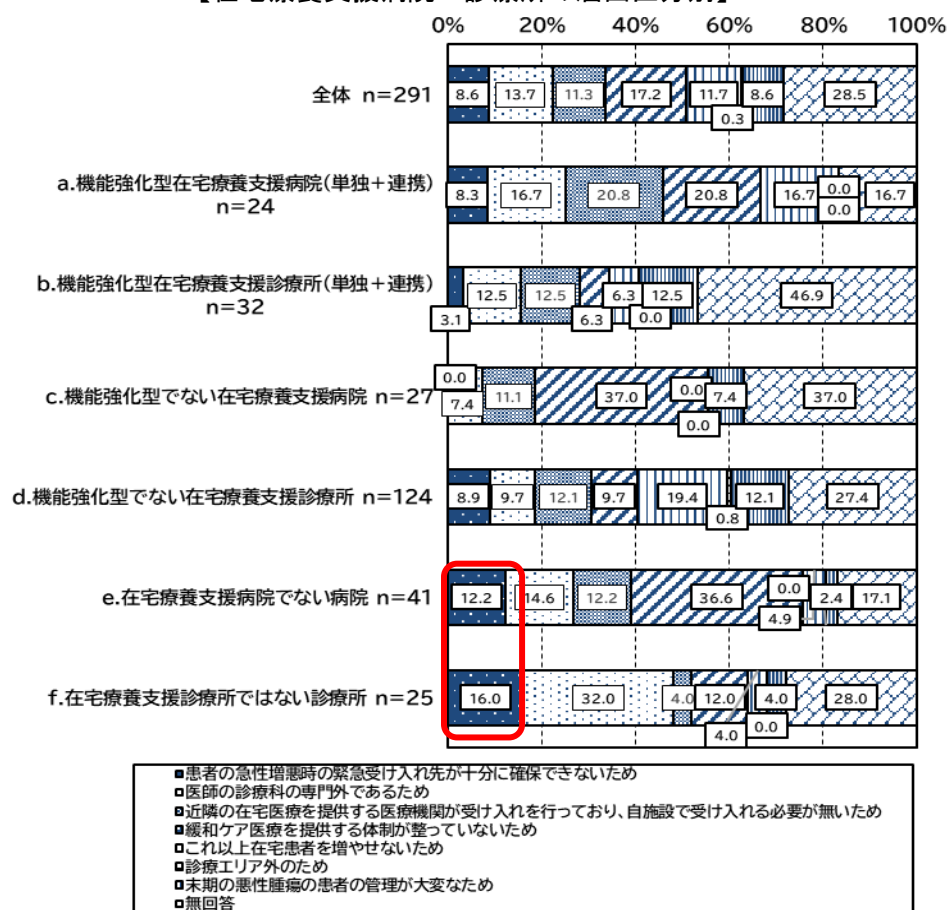 0% 20% 40% 60% 80% 100%
全体 n=291
8.6 13.7 11.3 17.2 11.7 0.3 8.6 28.5
a.機能強化型在宅療養支援病院(単独+連携)
n=24
8.3 16.7 20.8 20.8 16.7 0.0 0.0 16.7
b.機能強化型在宅療養支援診療所(単独+連携)
n=32
3.1 12.5 12.5 6.3 6.3 0.0 12.5 46.9
c.機能強化型でない在宅療養支援病院 n=27
0.0 7.4 11.1 37.0 0.0 0.0 7.4 37.0
d.機能強化型でない在宅療養支援診療所 n=124
8.9 9.7 12.1 9.7 19.4 0.8 12.1 27.4
e.在宅療養支援病院でない病院 n=41
12.2 14.6 12.2 36.6 4.9 0.0 2.4 17.1
f.在宅療養支援診療所ではない診療所 n=25
16.0 32.0 4.0 12.0 4.0 0.0 4.0 28.0
患者の急性増悪時の緊急受け入れ先が十分に確保できないため
医師の診療科の専門外であるため
近隣の在宅医療を提供する医療機関が受け入れを行っており、自施設で受け入れる必要が無いため
緩和ケア医療を提供する体制が整っていないため
これ以上在宅患者を増やせないため
診療エリア外のため
末期の悪性腫瘍の患者の管理が大変なため
無回答